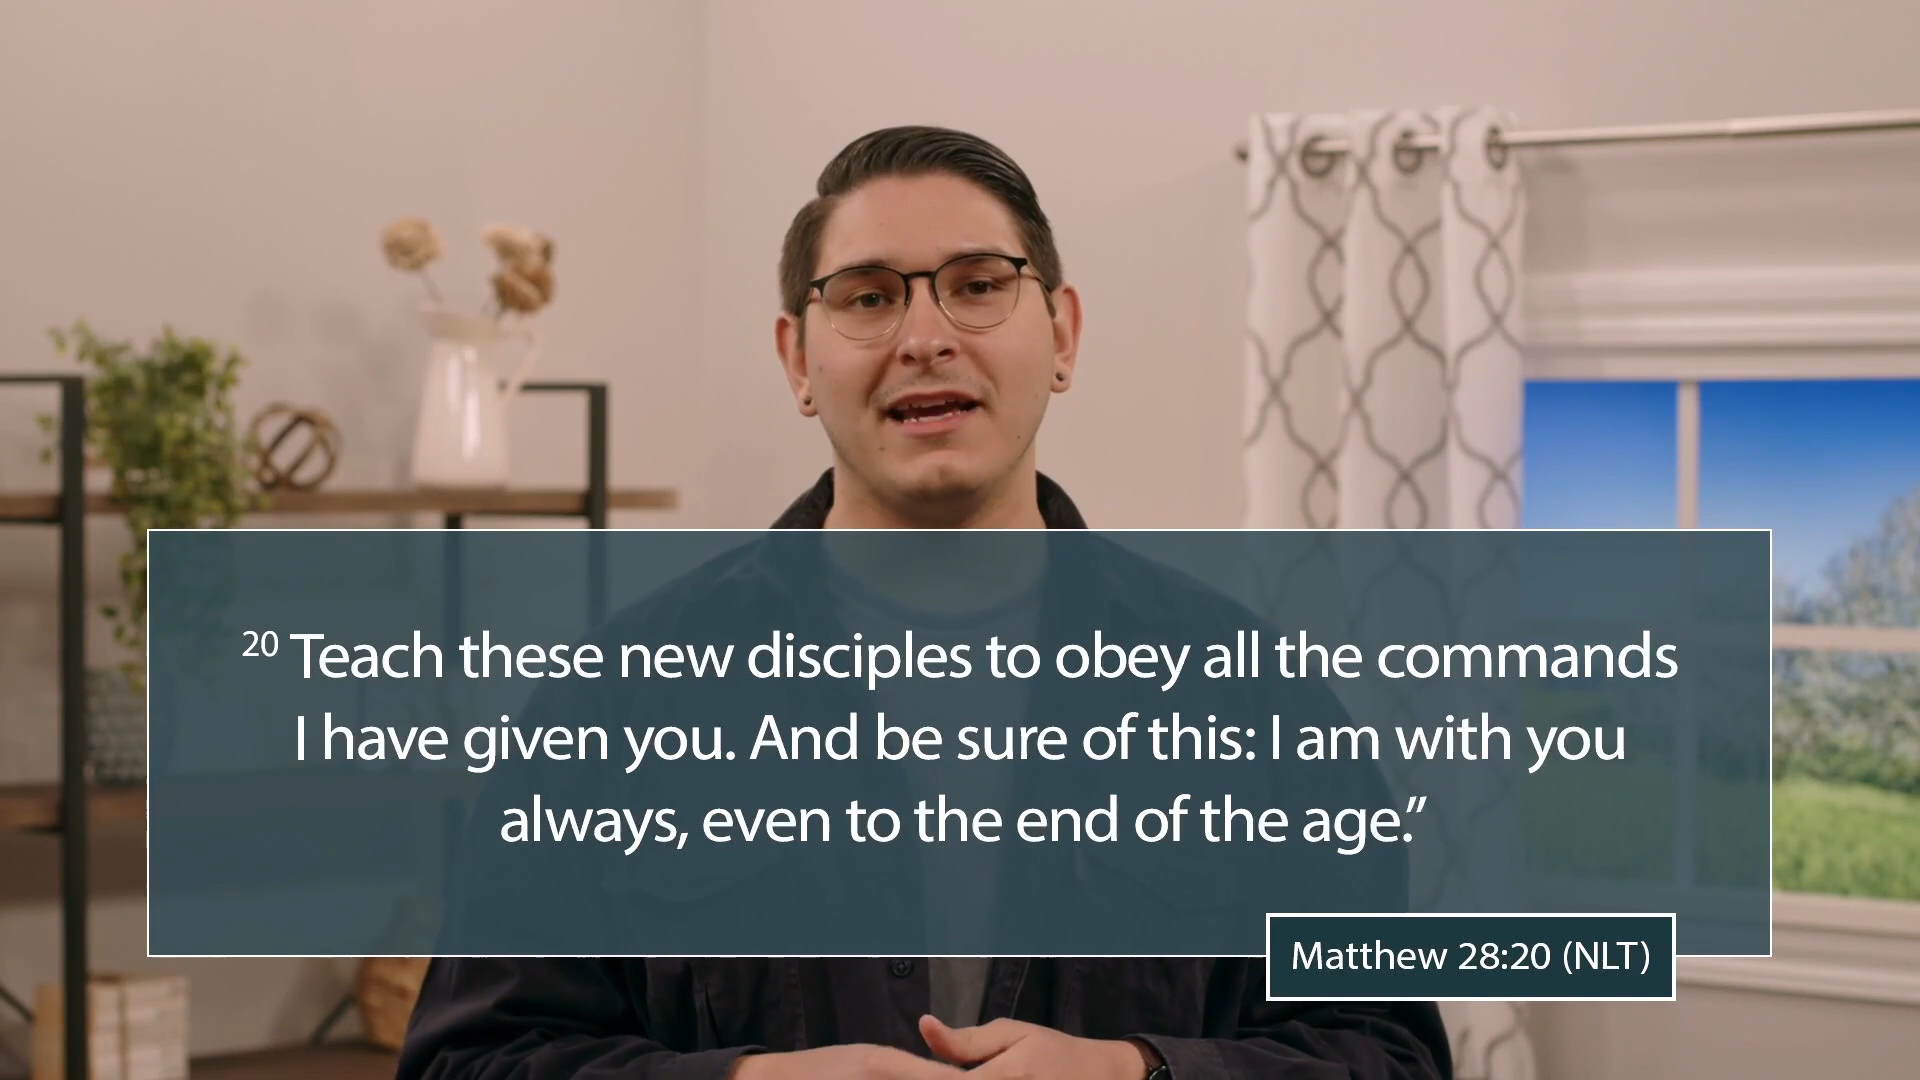 20 Teach these new disciples to obey all the commands
I have given you. And be sure of this: I am with you
always, even to the end of the age.”
Matthew 28:20 (NLT)